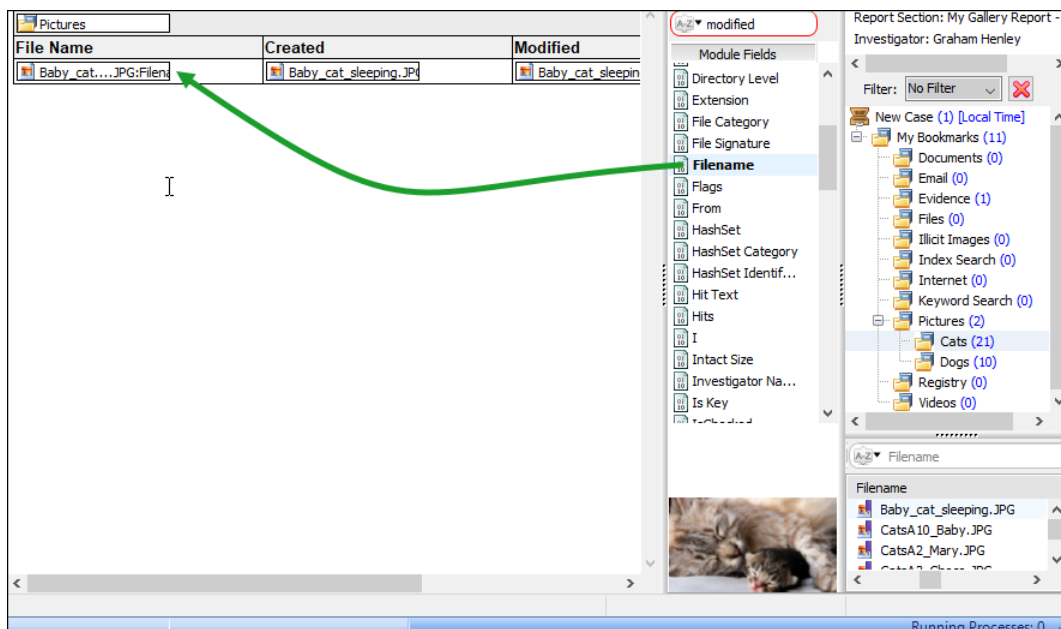 Pictures
File Name Created Modified
Baby_cat....JPG:Filena Baby_cat_sleeping.JP Baby_cat_sleepin
modified
Module Fields
Directory Level
Extension
File Category
File Signature
Filename
Flags
From
HashSet
HashSet Category
HashSet Identif...
Hit Text
Hits
I
Intact Size
Investigator Na...
Is Key
IsChecked
Report Section: My Gallery Report -
Investigator: Graham Henley
Filter: No Filter
New Case (1) [Local Time]
My Bookmarks (11)
Documents (0)
Email (0)
Evidence (1)
Files (0)
Illicit Images (0)
Index Search (0)
Internet (0)
Keyword Search (0)
Pictures (2)
Cats (21)
Dogs (10)
Registry (0)
Videos (0)
Filename
Filename
Baby_cat_sleeping.JPG
CatsA10_Baby.JPG
CatsA2_Mary.JPG
Running Processes: 0